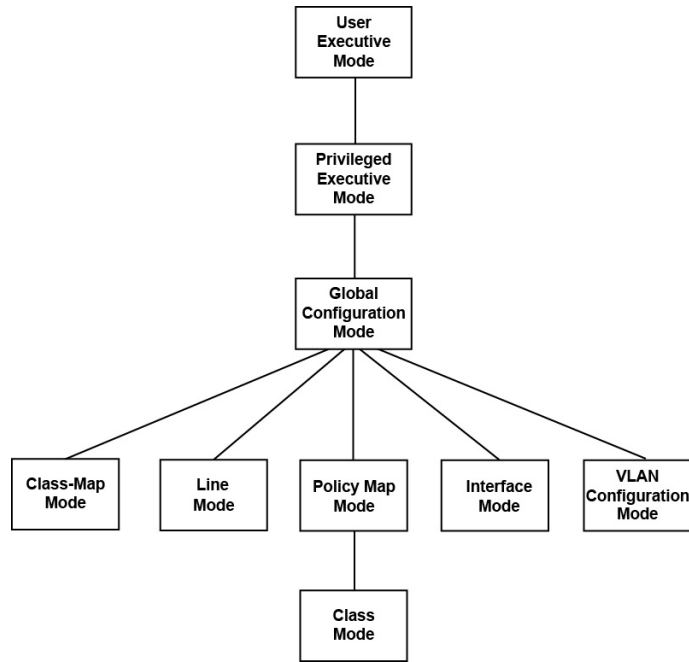 User
Executive
Mode
Privileged
Executive
Mode
Global
Configuration
Mode
Class-Map
Mode
Line
Mode
Policy Map
Mode
Interface
Mode
VLAN
Configuration
Mode
Class
Mode